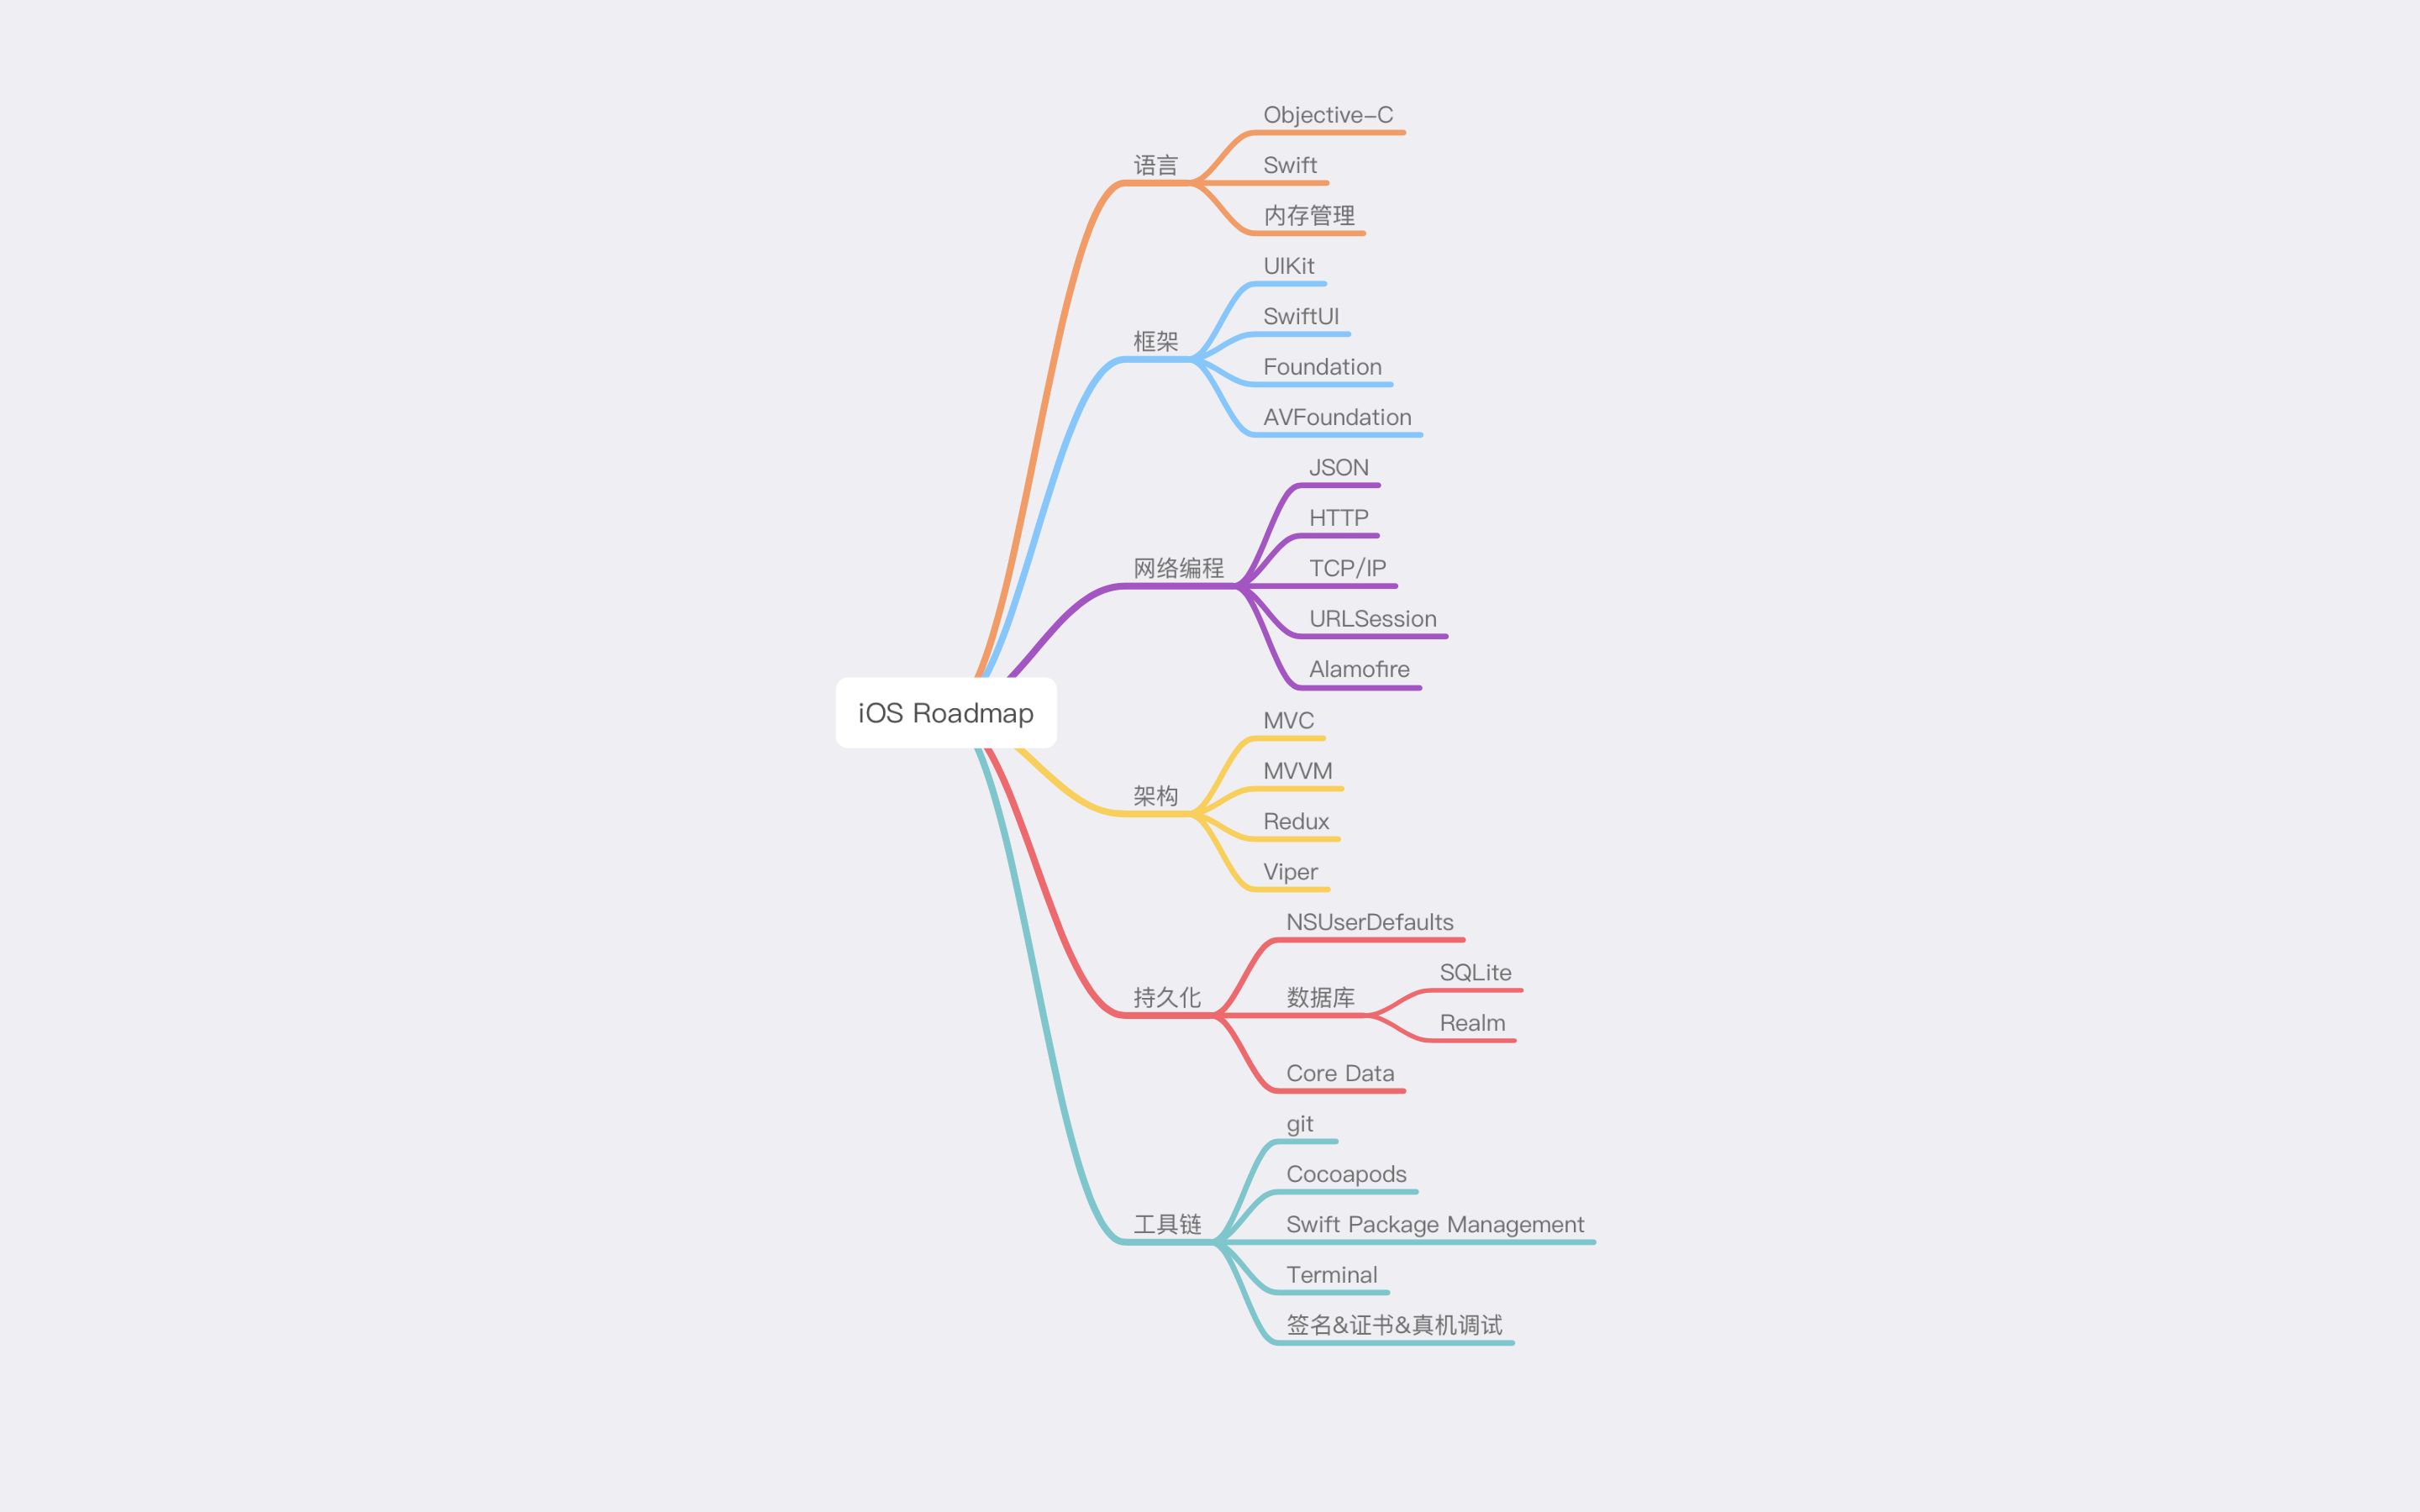 iOS Roadmap
语言
Objective-C
Swift
内存管理
框架
UIKit
SwiftUI
Foundation
AVFoundation
网络编程
JSON
HTTP
TCP/IP
URLSession
Alamofire
架构
MVC
MVVM
Redux
Viper
持久化
NSUserDefaults
数据库
SQLite
Realm
Core Data
工具链
git
Cocoapods
Swift Package Management
Terminal
签名&证书&真机调试